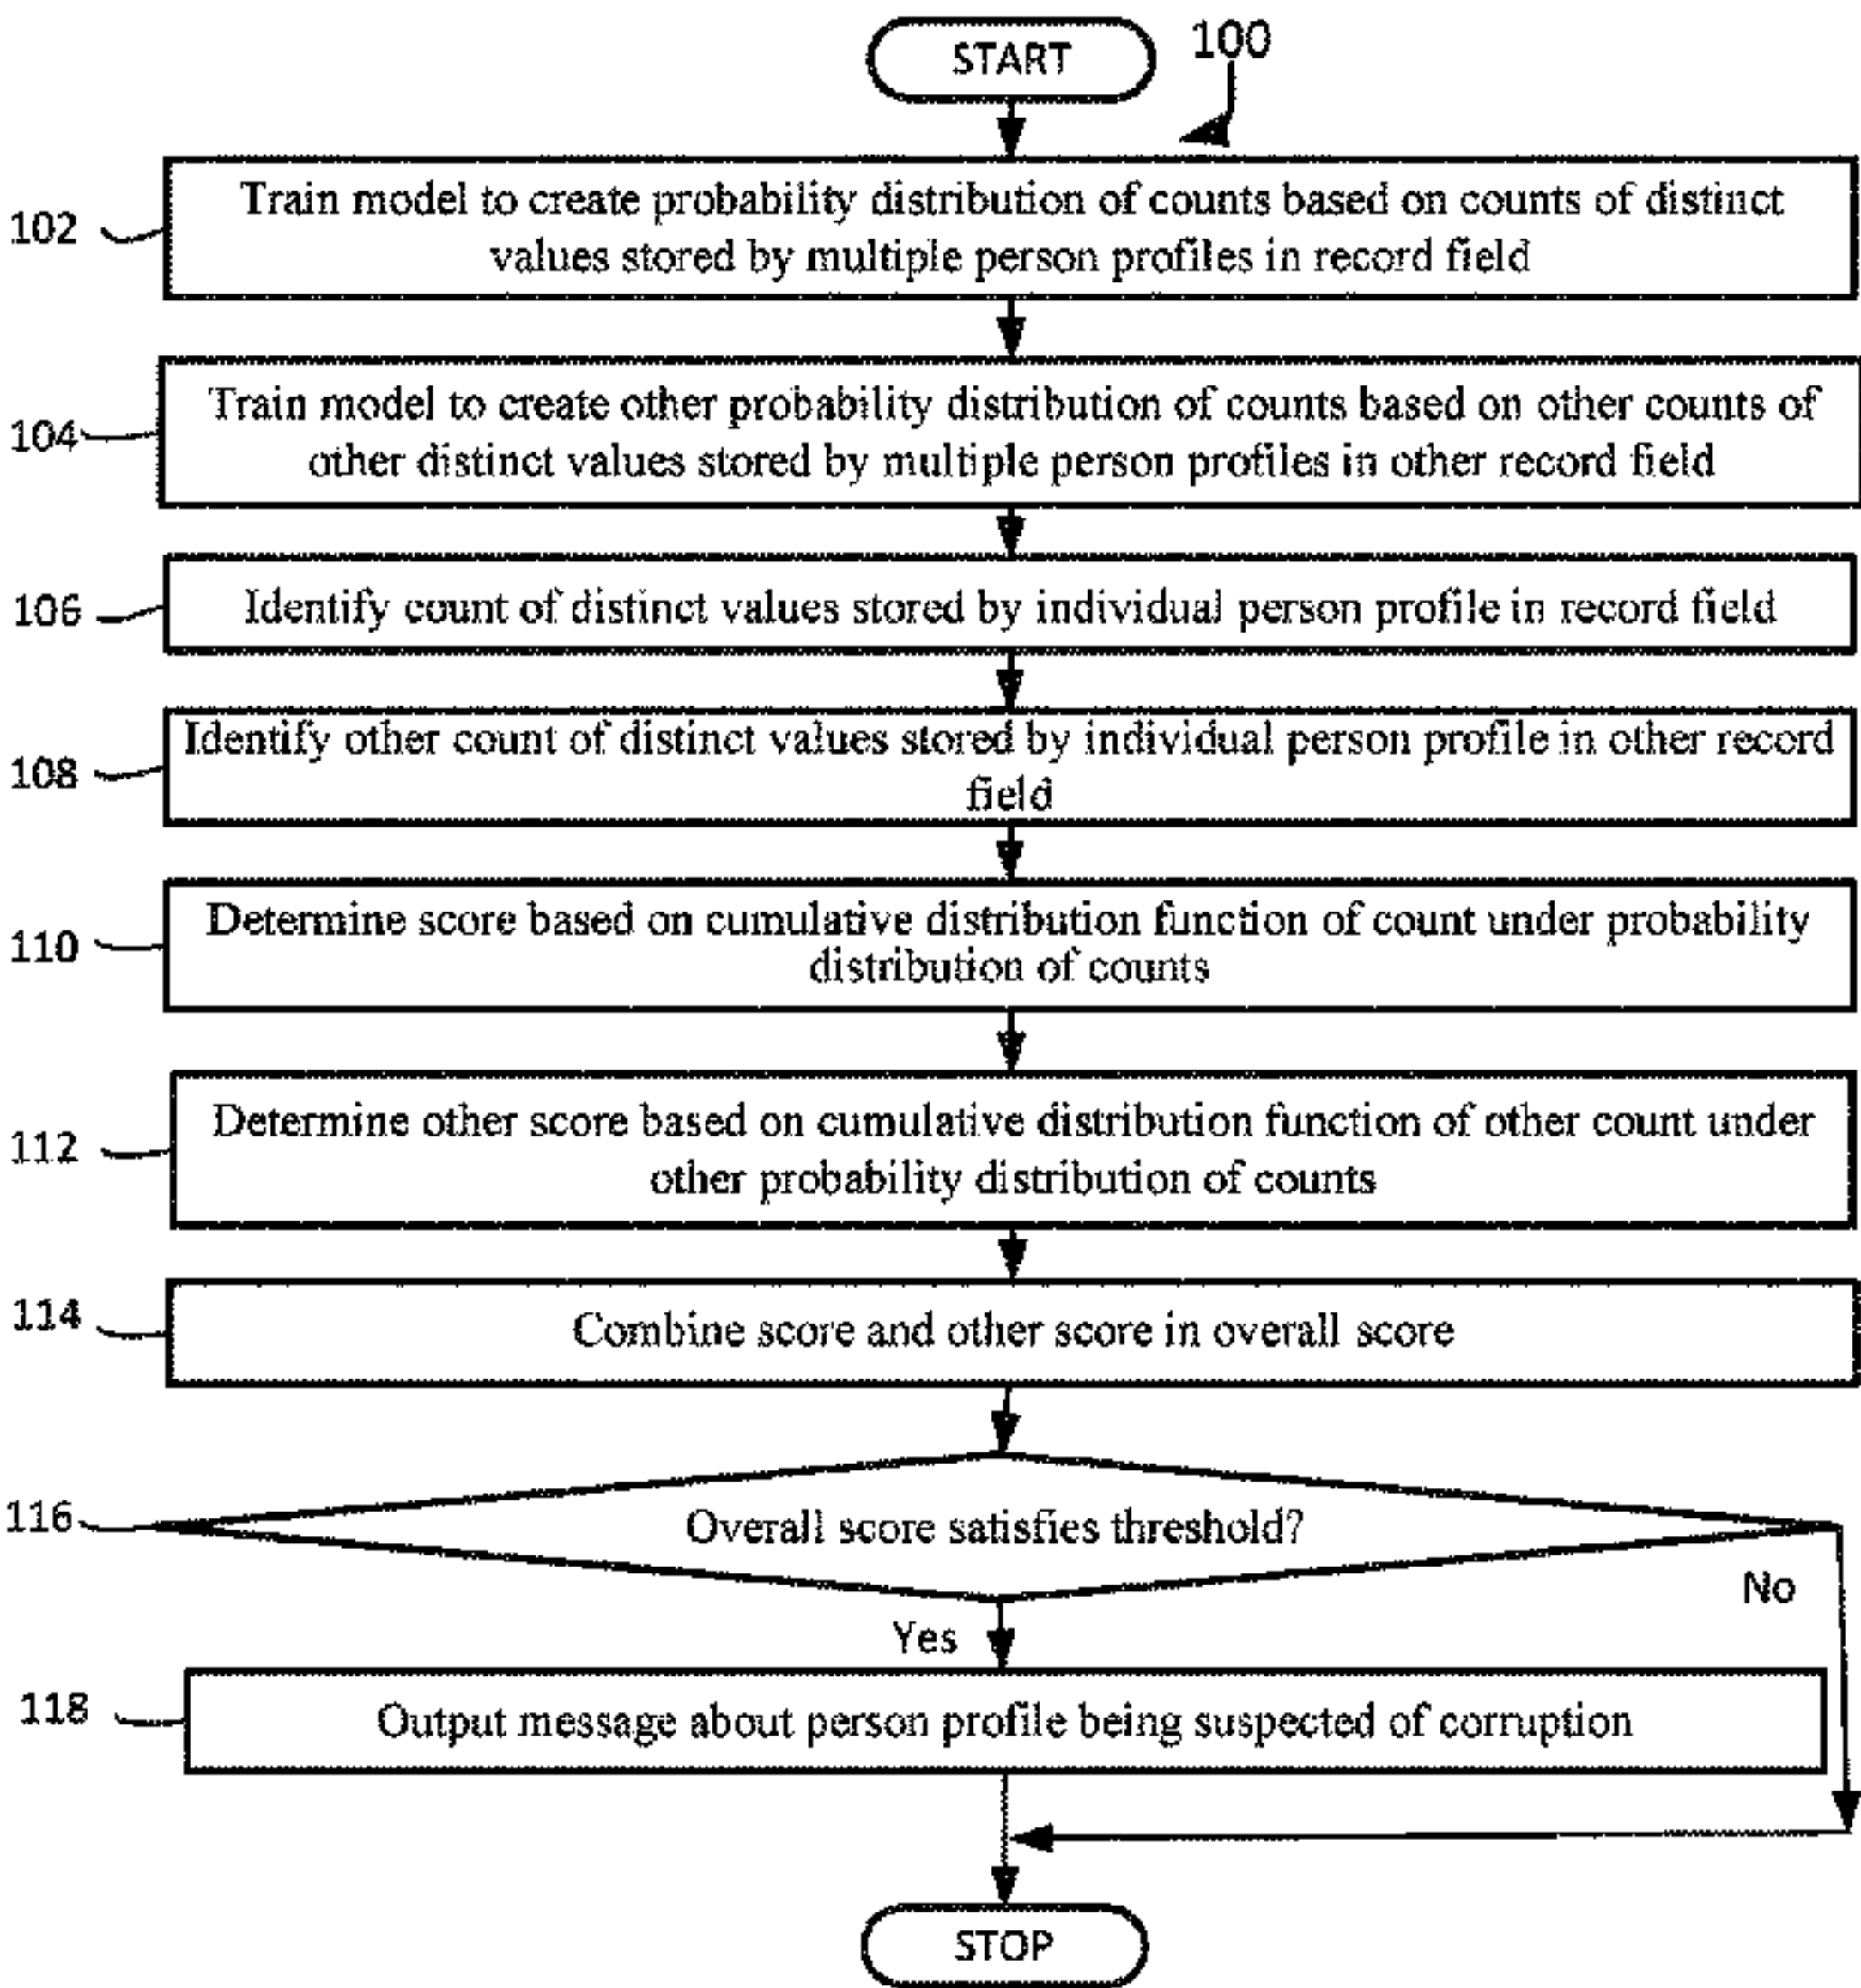 START
100
102
Train model to create probability distribution of counts based on counts of distinct
values stored by multiple person profiles in record field
104
Train model to create other probability distribution of counts based on other counts of
other distinct values stored by multiple person profiles in other record field
106
Identify count of distinct values stored by individual person profile in record field
108
Identify other count of distinct values stored by individual person profile in other record
field
110
Determine score based on cumulative distribution function of count under probability
distribution of counts
112
Determine other score based on cumulative distribution function of other count under
other probability distribution of counts
114
Combine score and other score in overall score
116
Overall score satisfies threshold?
No
Yes
118
Output message about person profile being suspected of corruption
STOP